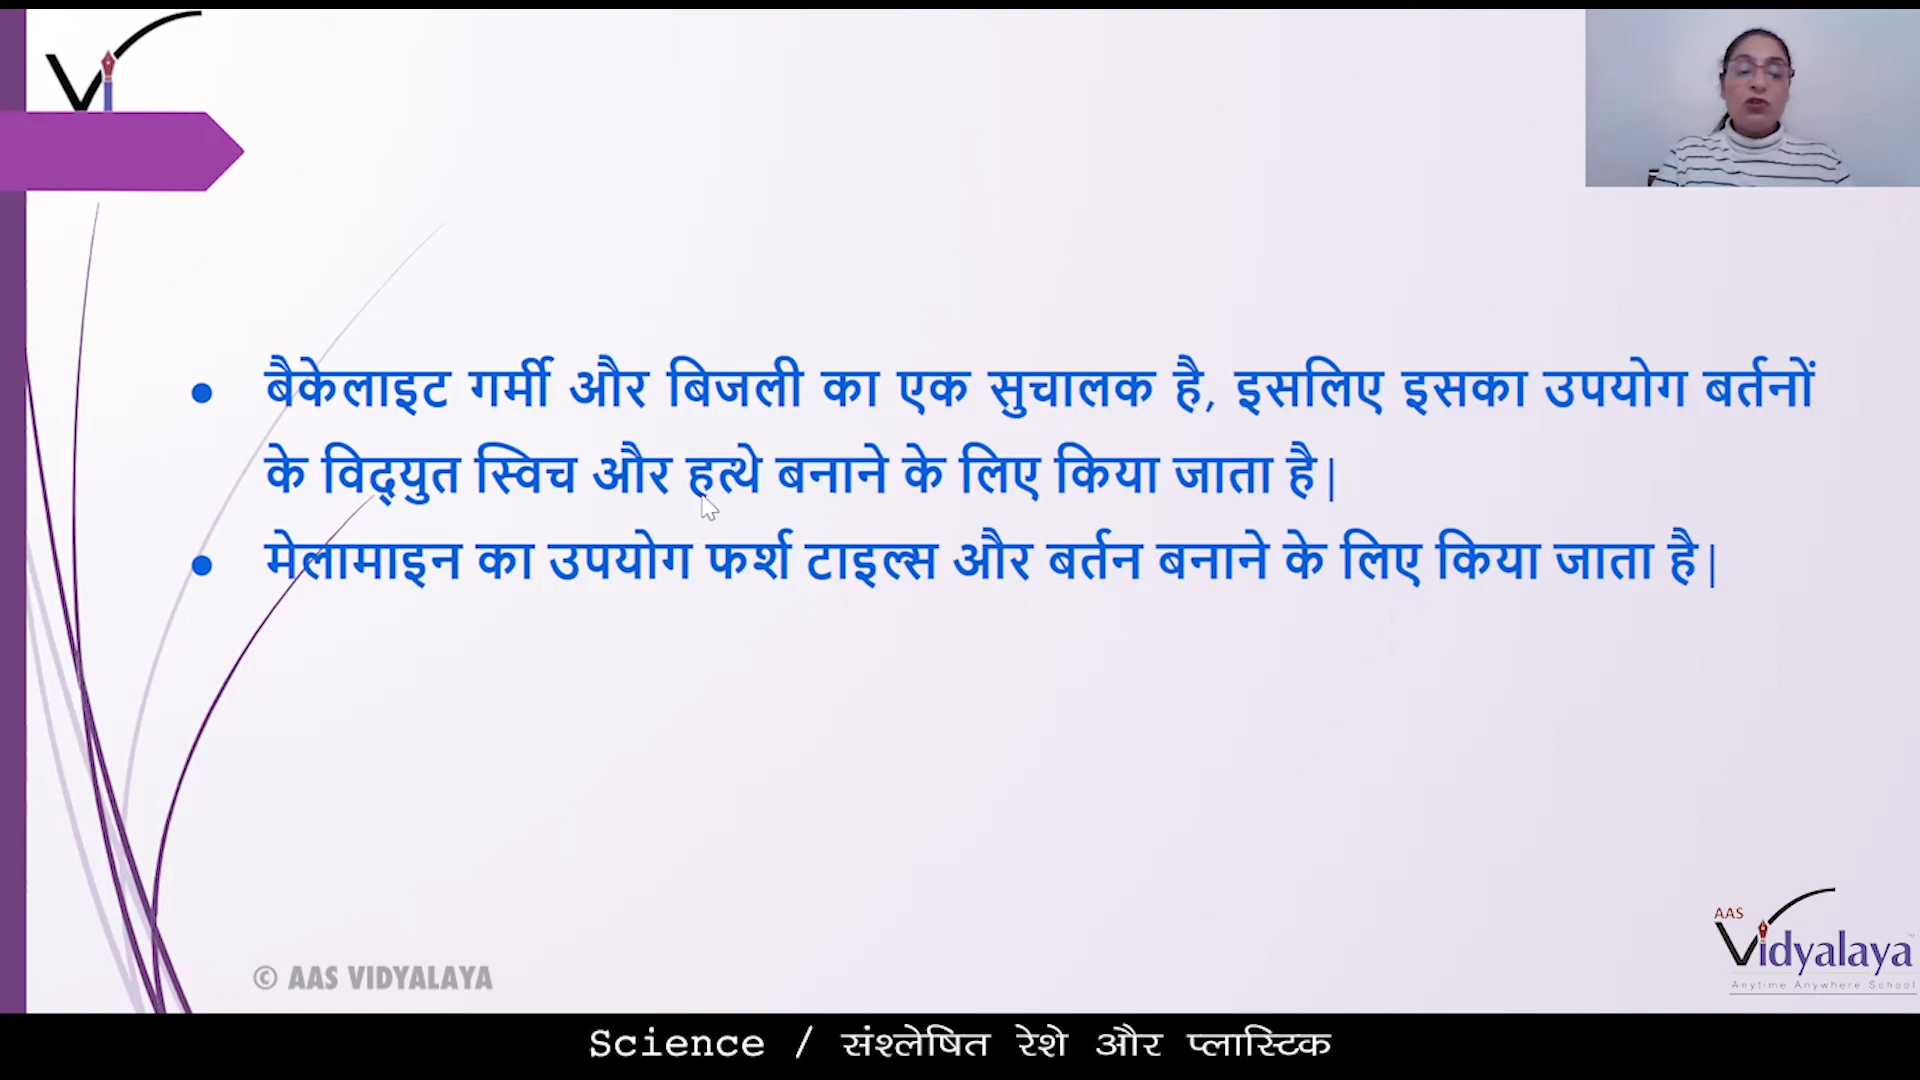 बैकेलाइट गर्मी और बिजली का एक सुचालक है, इसलिए इसका उपयोग बर्तनों
के विद्युत स्विच और हत्थे बनाने के लिए किया जाता है|
मेलामाइन का उपयोग फर्श टाइल्स और बर्तन बनाने के लिए किया जाता है|
AAS
Vidyalaya
Anytime Anywhere School
© AAS VIDYALAYA
Science / संश्लेषित रेशे और प्लास्टिक